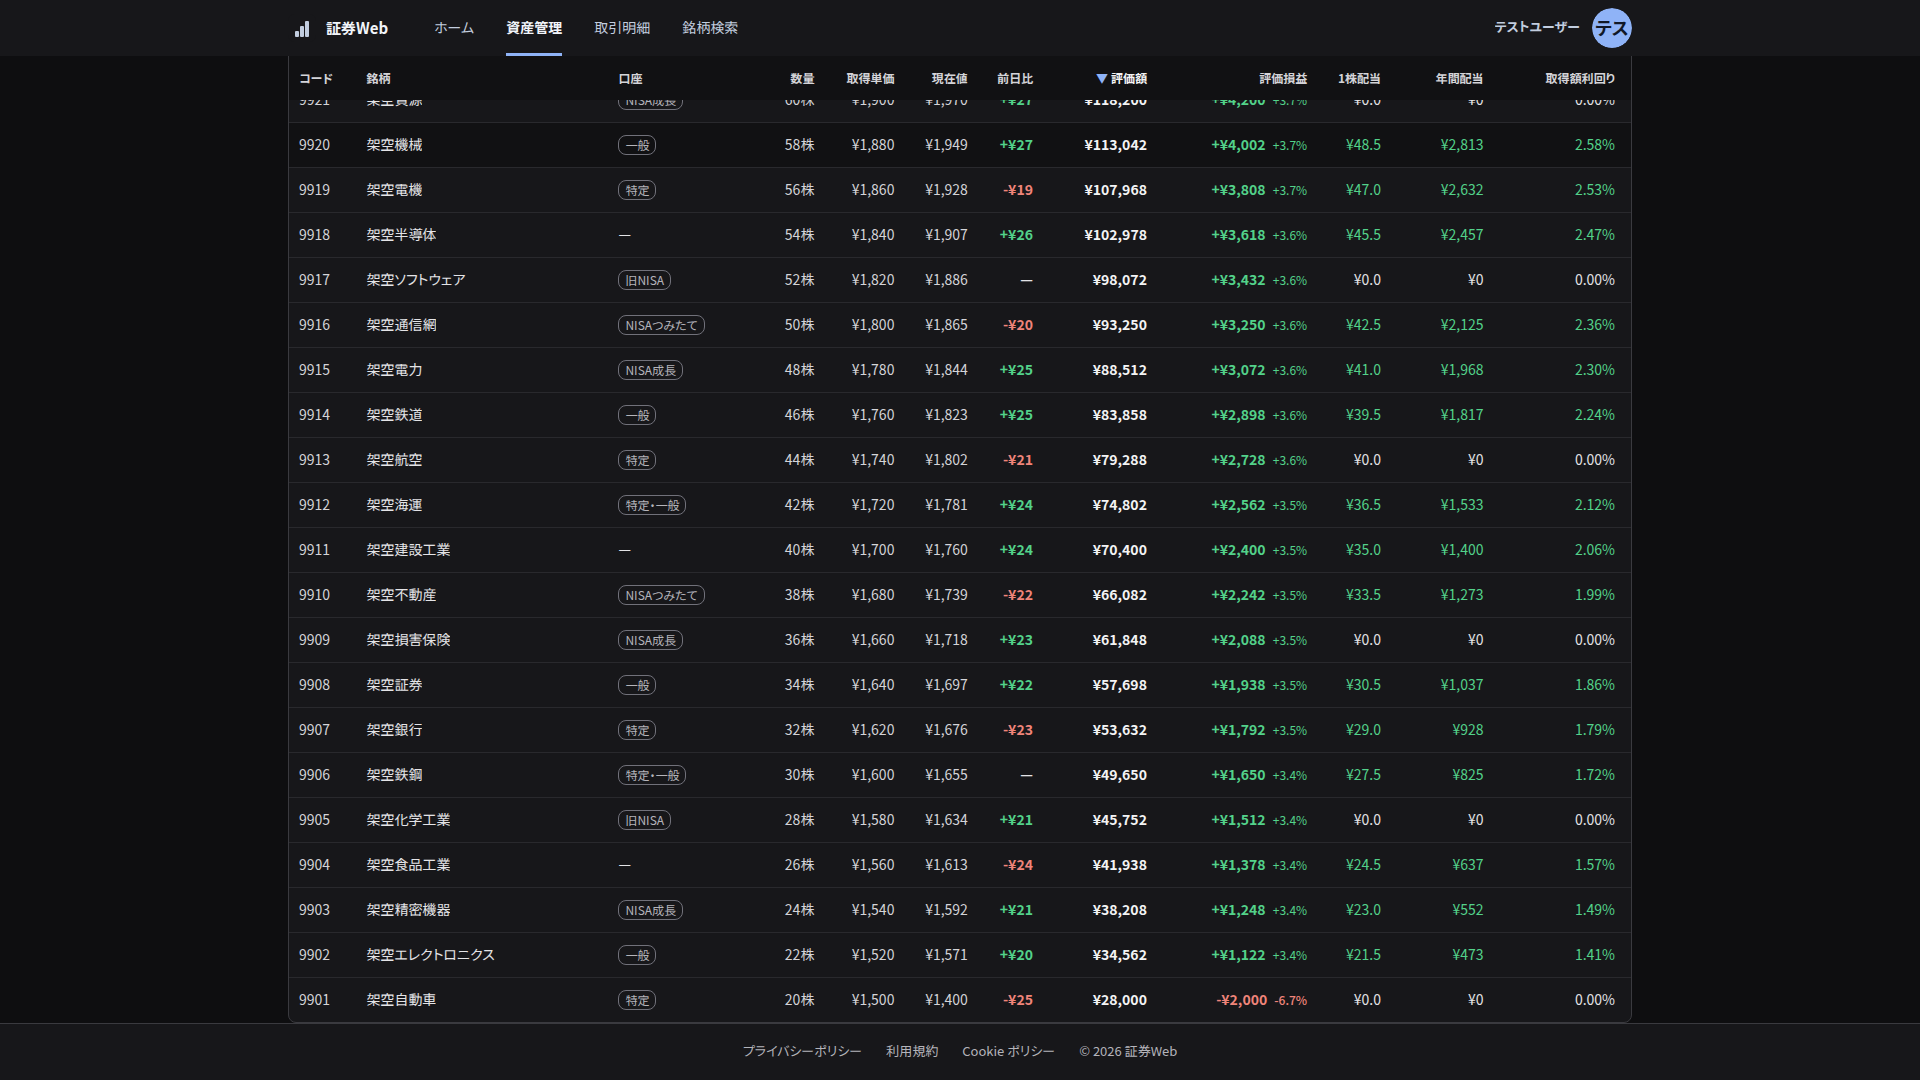 証券Web ホーム 資産管理 取引明細 銘柄検索 テストユーザー テス
コード 銘柄 口座 数量 取得単価 現在値 前日比 ▼ 評価額 評価損益 1株配当 年間配当 取得額利回り
9920 架空機械 一般 58株 ¥1,880 ¥1,949 +¥27 ¥113,042 +¥4,002 +3.7% ¥48.5 ¥2,813 2.58%
9919 架空電機 特定 56株 ¥1,860 ¥1,928 -¥19 ¥107,968 +¥3,808 +3.7% ¥47.0 ¥2,632 2.53%
9918 架空半導体 — 54株 ¥1,840 ¥1,907 +¥26 ¥102,978 +¥3,618 +3.6% ¥45.5 ¥2,457 2.47%
9917 架空ソフトウェア 旧NISA 52株 ¥1,820 ¥1,886 — ¥98,072 +¥3,432 +3.6% ¥0.0 ¥0 0.00%
9916 架空通信網 NISAつみたて 50株 ¥1,800 ¥1,865 -¥20 ¥93,250 +¥3,250 +3.6% ¥42.5 ¥2,125 2.36%
9915 架空電力 NISA成長 48株 ¥1,780 ¥1,844 +¥25 ¥88,512 +¥3,072 +3.6% ¥41.0 ¥1,968 2.30%
9914 架空鉄道 一般 46株 ¥1,760 ¥1,823 +¥25 ¥83,858 +¥2,898 +3.6% ¥39.5 ¥1,817 2.24%
9913 架空航空 特定 44株 ¥1,740 ¥1,802 -¥21 ¥79,288 +¥2,728 +3.6% ¥0.0 ¥0 0.00%
9912 架空海運 特定・一般 42株 ¥1,720 ¥1,781 +¥24 ¥74,802 +¥2,562 +3.5% ¥36.5 ¥1,533 2.12%
9911 架空建設工業 — 40株 ¥1,700 ¥1,760 +¥24 ¥70,400 +¥2,400 +3.5% ¥35.0 ¥1,400 2.06%
9910 架空不動産 NISAつみたて 38株 ¥1,680 ¥1,739 -¥22 ¥66,082 +¥2,242 +3.5% ¥33.5 ¥1,273 1.99%
9909 架空損害保険 NISA成長 36株 ¥1,660 ¥1,718 +¥23 ¥61,848 +¥2,088 +3.5% ¥0.0 ¥0 0.00%
9908 架空証券 一般 34株 ¥1,640 ¥1,697 +¥22 ¥57,698 +¥1,938 +3.5% ¥30.5 ¥1,037 1.86%
9907 架空銀行 特定 32株 ¥1,620 ¥1,676 -¥23 ¥53,632 +¥1,792 +3.5% ¥29.0 ¥928 1.79%
9906 架空鉄鋼 特定・一般 30株 ¥1,600 ¥1,655 — ¥49,650 +¥1,650 +3.4% ¥27.5 ¥825 1.72%
9905 架空化学工業 旧NISA 28株 ¥1,580 ¥1,634 +¥21 ¥45,752 +¥1,512 +3.4% ¥0.0 ¥0 0.00%
9904 架空食品工業 — 26株 ¥1,560 ¥1,613 -¥24 ¥41,938 +¥1,378 +3.4% ¥24.5 ¥637 1.57%
9903 架空精密機器 NISA成長 24株 ¥1,540 ¥1,592 +¥21 ¥38,208 +¥1,248 +3.4% ¥23.0 ¥552 1.49%
9902 架空エレクトロニクス 一般 22株 ¥1,520 ¥1,571 +¥20 ¥34,562 +¥1,122 +3.4% ¥21.5 ¥473 1.41%
9901 架空自動車 特定 20株 ¥1,500 ¥1,400 -¥25 ¥28,000 -¥2,000 -6.7% ¥0.0 ¥0 0.00%
プライバシーポリシー 利用規約 Cookie ポリシー © 2026 証券Web